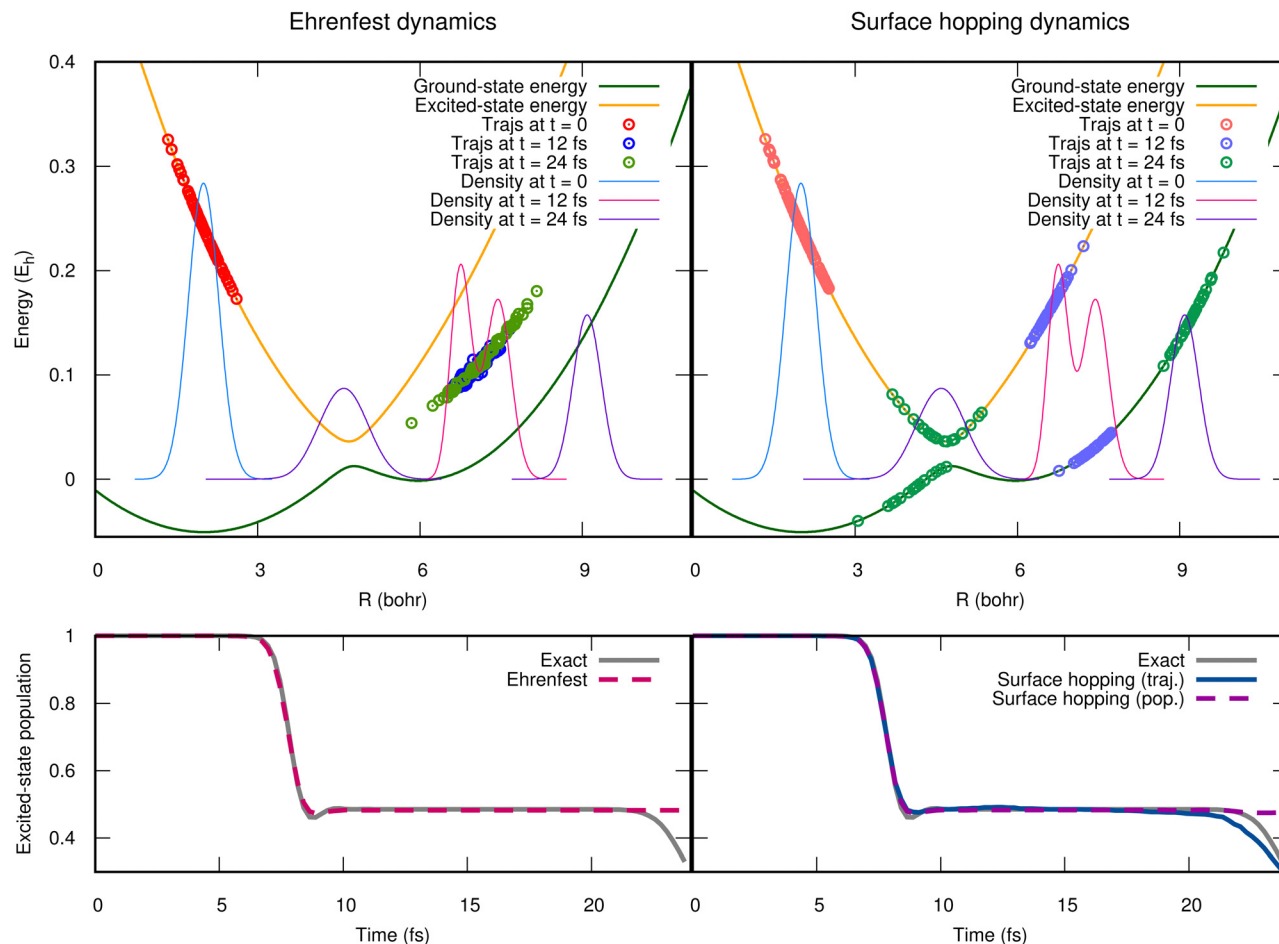 Ehrenfest dynamics
Surface hopping dynamics
0.4
0.3
0.2
0.1
0
Energy (E_h)
Ground-state energy
Excited-state energy
Trajs at t = 0
Trajs at t = 12 fs
Trajs at t = 24 fs
Density at t = 0
Density at t = 12 fs
Density at t = 24 fs
Ground-state energy
Excited-state energy
Trajs at t = 0
Trajs at t = 12 fs
Trajs at t = 24 fs
Density at t = 0
Density at t = 12 fs
Density at t = 24 fs
0 3 6 9
R (bohr)
0 3 6 9
R (bohr)
1
0.8
0.6
0.4
Excited-state population
Exact
Ehrenfest
Exact
Surface hopping (traj.)
Surface hopping (pop.)
0 5 10 15 20
Time (fs)
0 5 10 15 20
Time (fs)